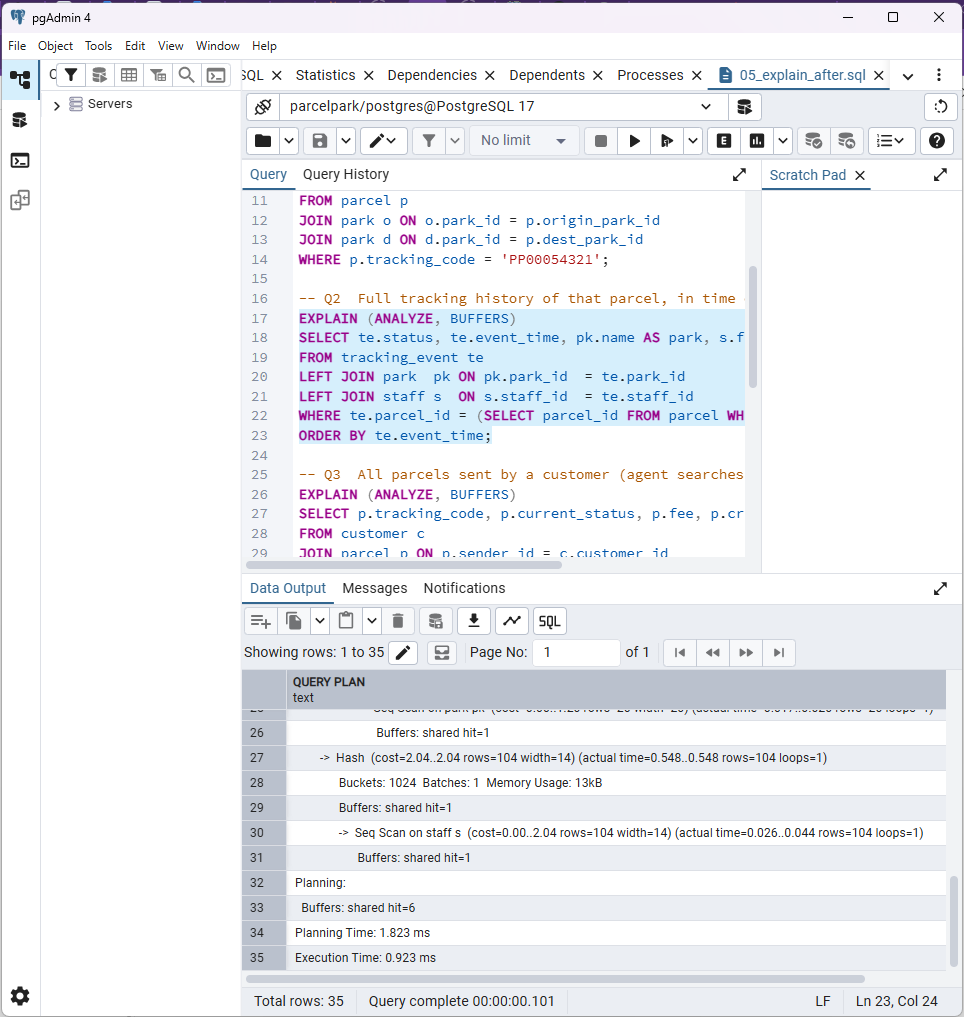 pgAdmin 4
File Object Tools Edit View Window Help
SQL Statistics Dependencies Dependents Processes 05_explain_after.sql
Servers
parcelpark/postgres@PostgreSQL 17
No limit
E
Query Query History
Scratch Pad
11 FROM parcel p
12 JOIN park o ON o.park_id = p.origin_park_id
13 JOIN park d ON d.park_id = p.dest_park_id
14 WHERE p.tracking_code = 'PP00054321';
15
16 -- Q2  Full tracking history of that parcel, in time
17 EXPLAIN (ANALYZE, BUFFERS)
18 SELECT te.status, te.event_time, pk.name AS park, s.f
19 FROM tracking_event te
20 LEFT JOIN park  pk ON pk.park_id  = te.park_id
21 LEFT JOIN staff s  ON s.staff_id  = te.staff_id
22 WHERE te.parcel_id = (SELECT parcel_id FROM parcel WH
23 ORDER BY te.event_time;
24
25 -- Q3  All parcels sent by a customer (agent searches
26 EXPLAIN (ANALYZE, BUFFERS)
27 SELECT p.tracking_code, p.current_status, p.fee, p.cr
28 FROM customer c
29 JOIN parcel p ON p.sender_id = c.customer_id
Data Output Messages Notifications
SQL
Showing rows: 1 to 35 Page No: 1 of 1
QUERY PLAN
text
26 Buffers: shared hit=1
27 -> Hash (cost=2.04..2.04 rows=104 width=14) (actual time=0.548..0.548 rows=104 loops=1)
28 Buckets: 1024 Batches: 1 Memory Usage: 13kB
29 Buffers: shared hit=1
30 -> Seq Scan on staff s (cost=0.00..2.04 rows=104 width=14) (actual time=0.026..0.044 rows=104 loops=1)
31 Buffers: shared hit=1
32 Planning:
33 Buffers: shared hit=6
34 Planning Time: 1.823 ms
35 Execution Time: 0.923 ms
Total rows: 35 Query complete 00:00:00.101 LF Ln 23, Col 24